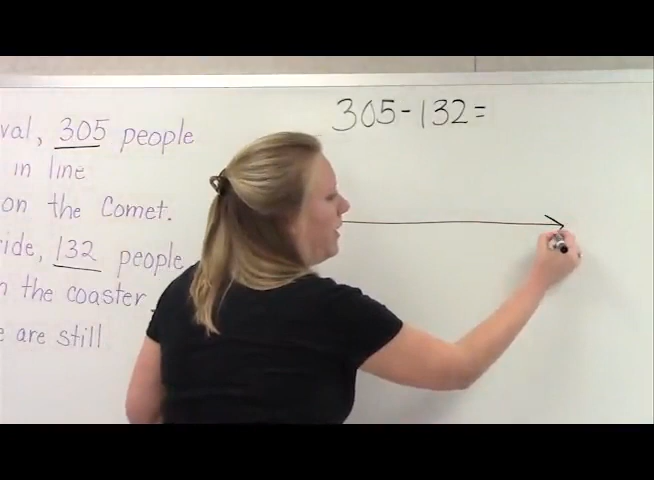 305-132=
val, 305 people
in line
on the Comet.
ride, 132 people
the coaster
are still